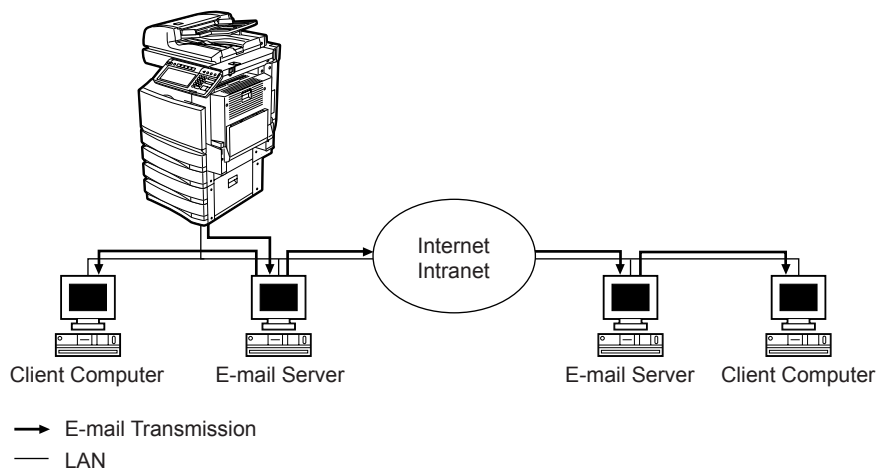 Internet
Intranet
Client Computer
E-mail Server
E-mail Server
Client Computer
E-mail Transmission
LAN